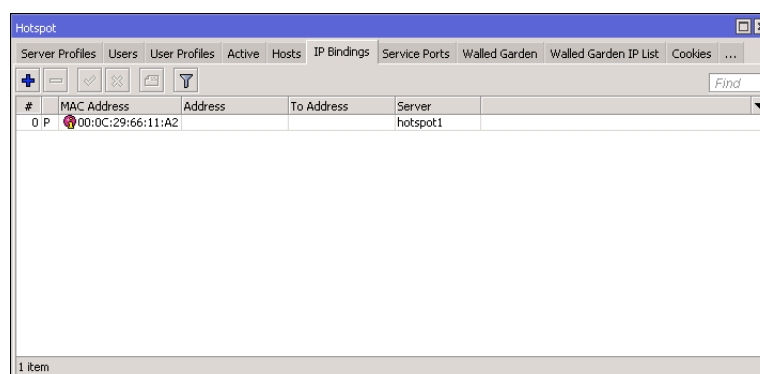 Hotspot
Server Profiles Users User Profiles Active Hosts IP Bindings Service Ports Walled Garden Walled Garden IP List Cookies ...
Find
# MAC Address Address To Address Server
0 P 00:0C:29:66:11:A2 hotspot1
1 item